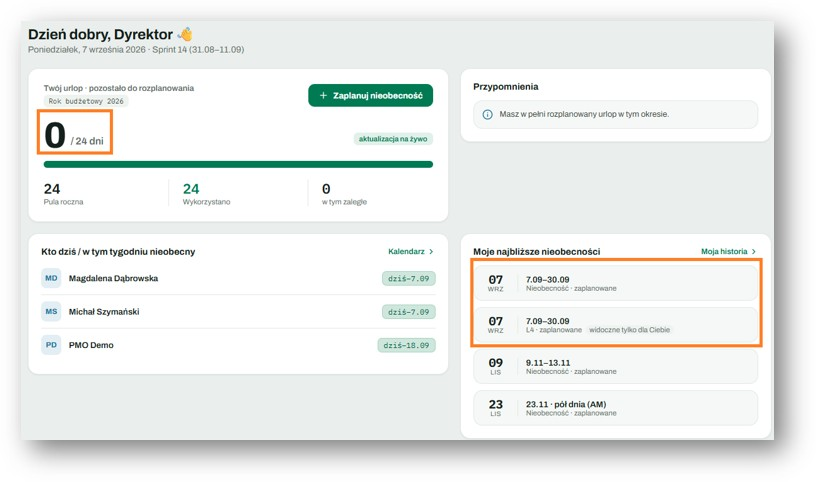 Dzień dobry, Dyrektor 👋
Poniedziałek, 7 września 2026 · Sprint 14 (31.08–11.09)
Twój urlop · pozostało do rozplanowania
Rok budżetowy 2026
+ Zaplanuj nieobecność
0 / 24 dni
aktualizacja na żywo
24
Pula roczna
24
Wykorzystano
0
w tym zaległe
Przypomnienia
Masz w pełni rozplanowany urlop w tym okresie.
Kto dziś / w tym tygodniu nieobecny
Kalendarz >
MD Magdalena Dąbrowska dziś–7.09
MS Michał Szymański dziś–7.09
PD PMO Demo dziś–18.09
Moje najbliższe nieobecności
Moja historia >
07 WRZ
7.09–30.09
Nieobecność · zaplanowane
07 WRZ
7.09–30.09
L4 · zaplanowane widoczne tylko dla Ciebie
09 LIS
9.11–13.11
Nieobecność · zaplanowane
23 LIS
23.11 · pół dnia (AM)
Nieobecność · zaplanowane